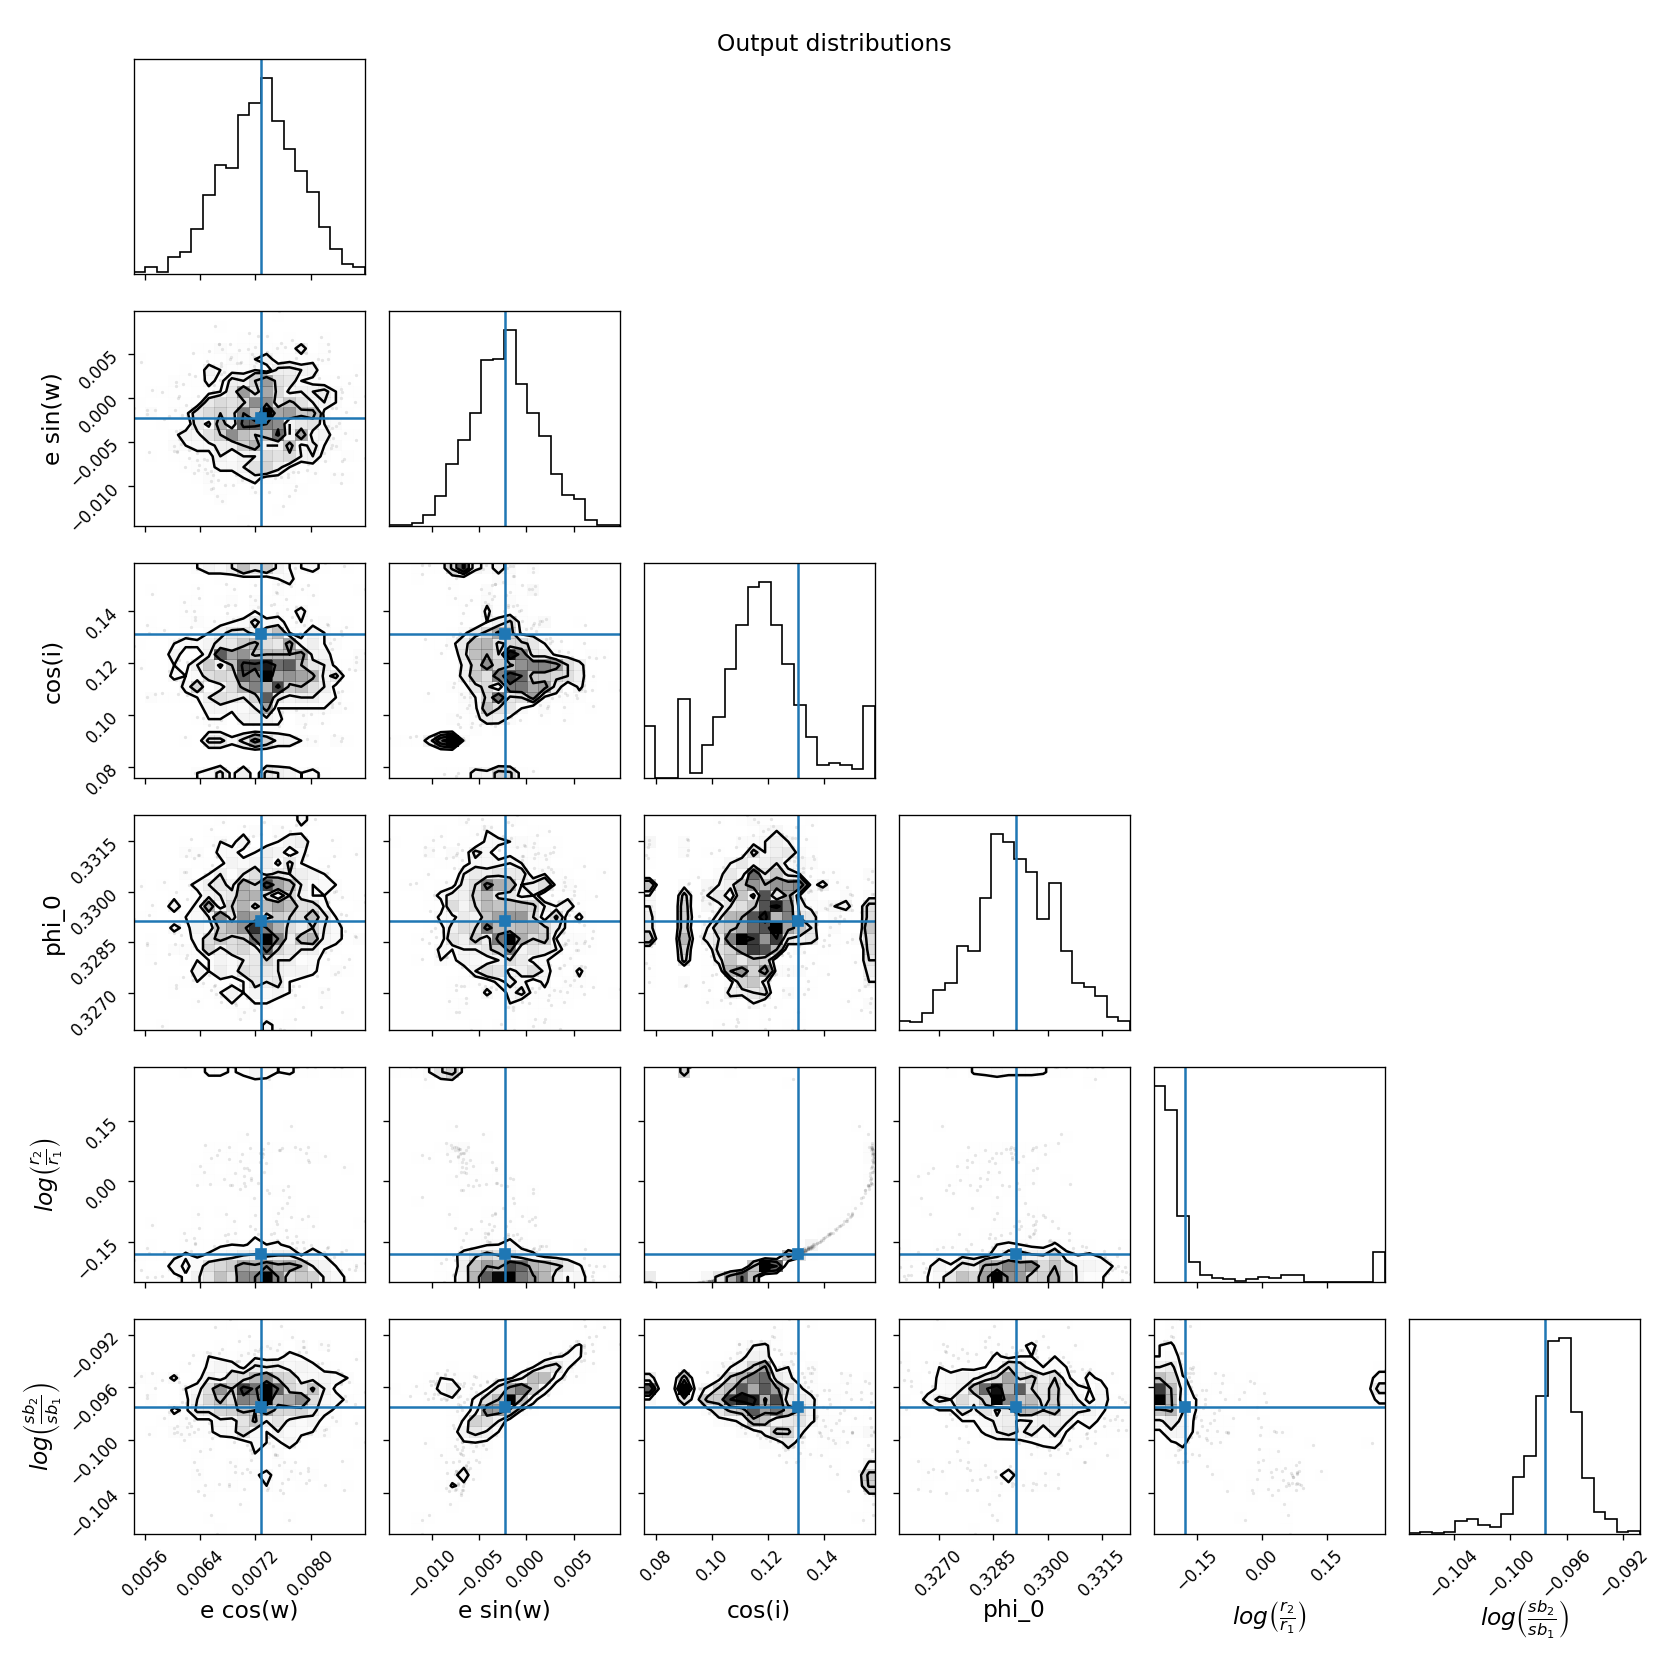 Output distributions
e sin(w)
0.005
0.000
−0.005
−0.010
cos(i)
0.14
0.12
0.10
0.08
phi_0
0.3315
0.3300
0.3285
0.3270
log(r₂/r₁)
0.15
0.00
−0.15
log(sb₂/sb₁)
−0.092
−0.096
−0.100
−0.104
0.0056 0.0064 0.0072 0.0080 −0.010 −0.005 0.000 0.005 0.08 0.10 0.12 0.14 0.3270 0.3285 0.3300 0.3315 −0.15 0.00 0.15 −0.104 −0.100 −0.096 −0.092
e cos(w) e sin(w) cos(i) phi_0 log(r₂/r₁) log(sb₂/sb₁)